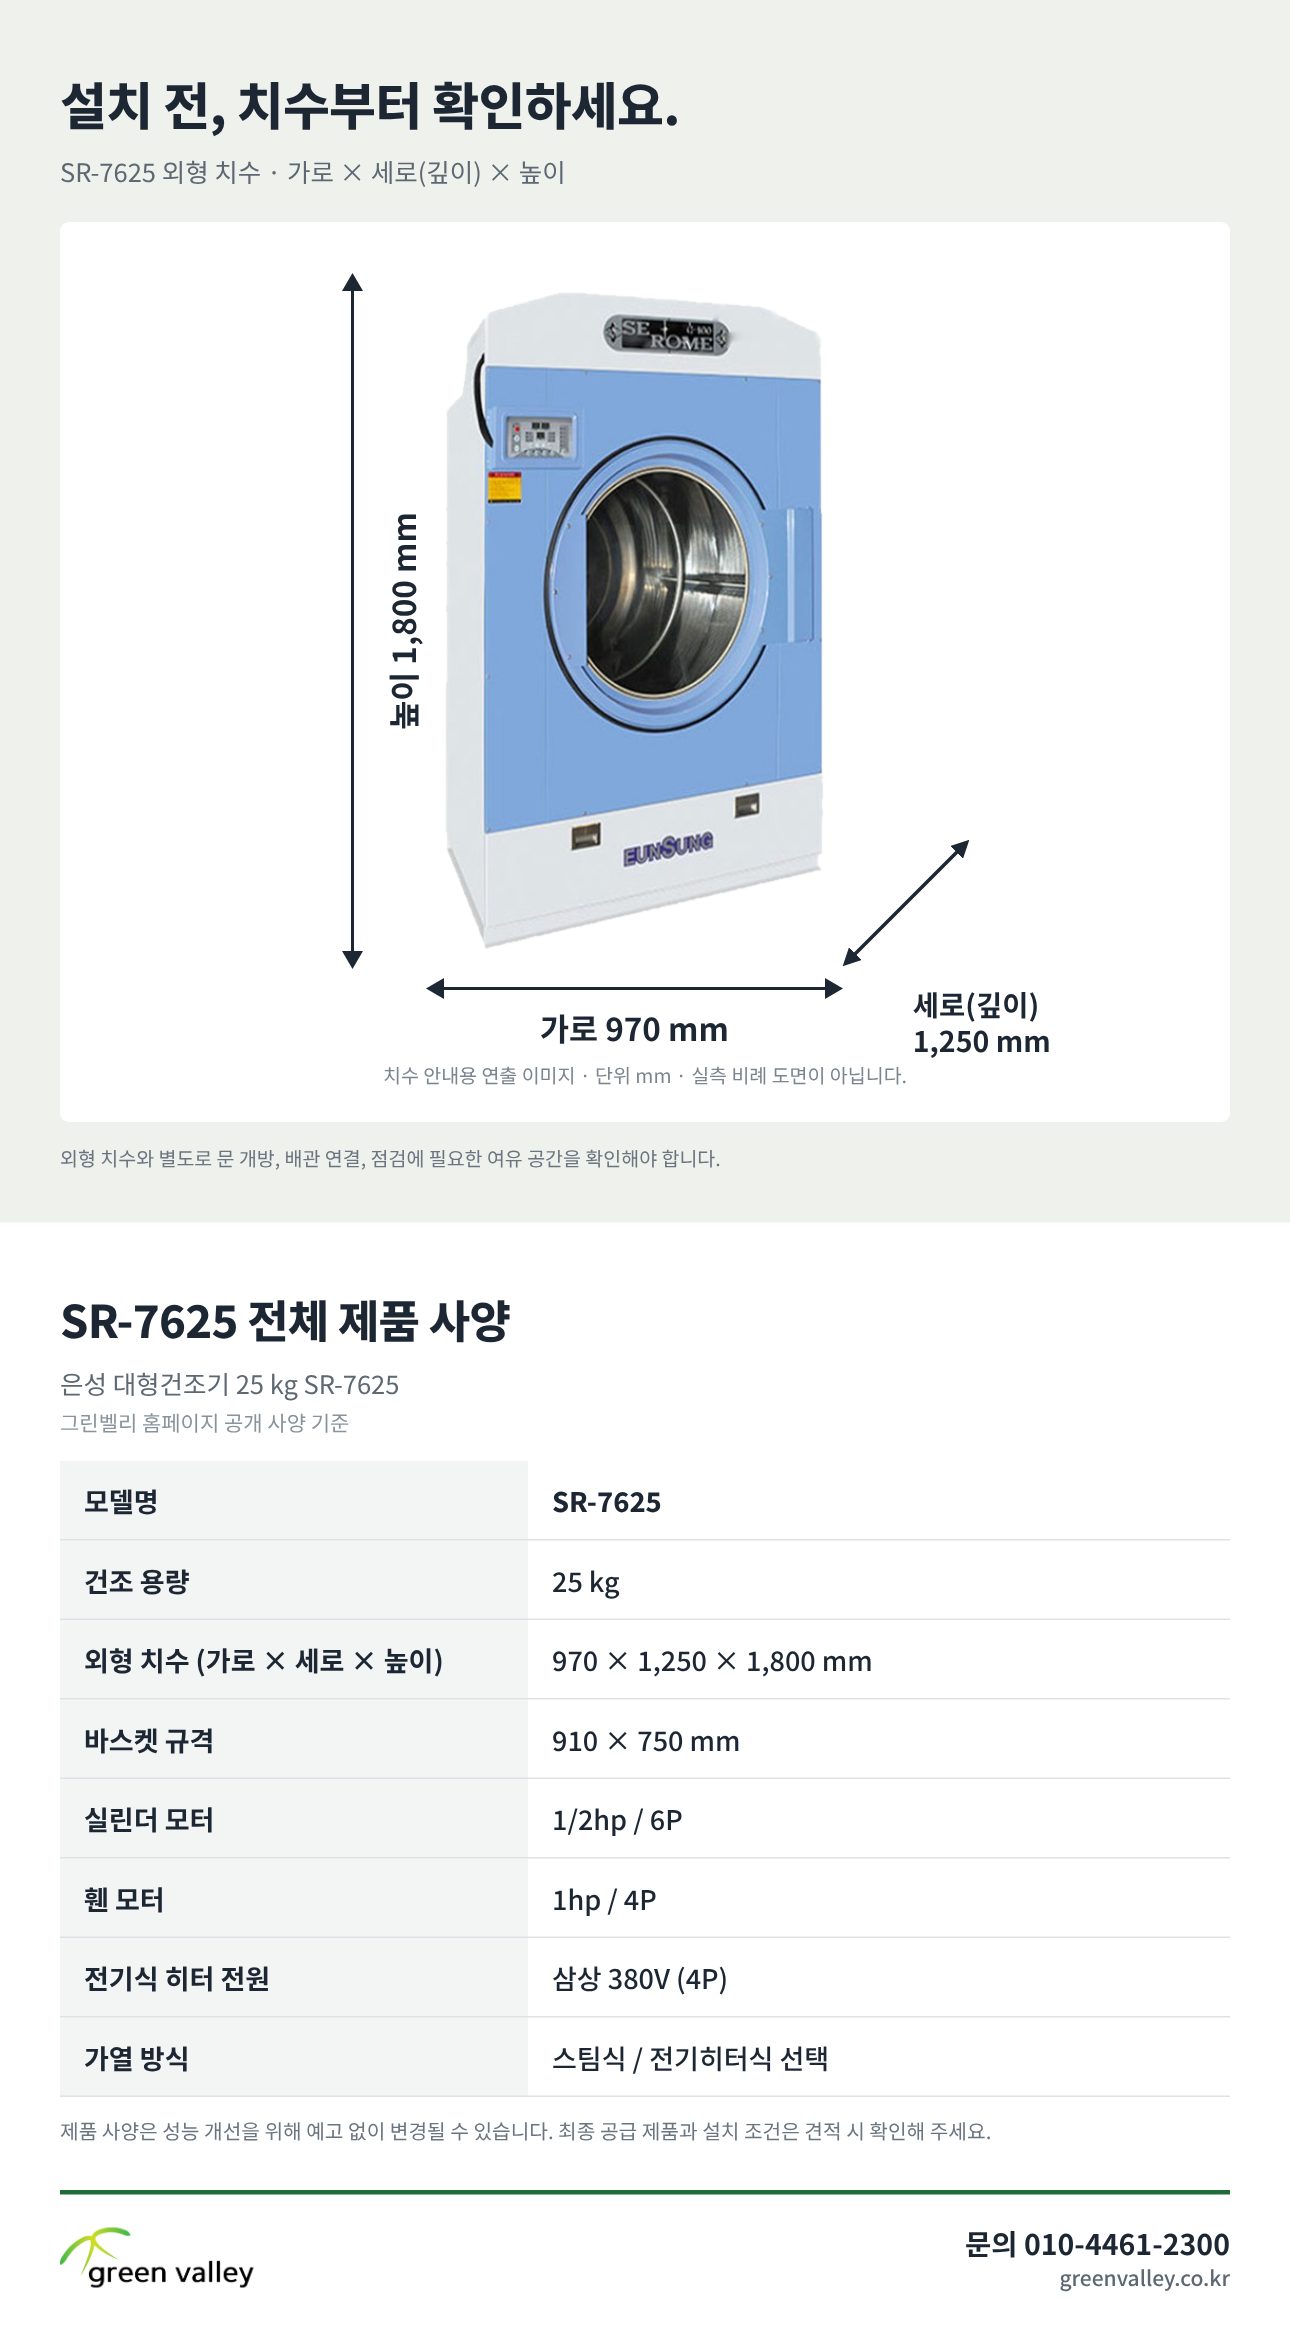 설치 전, 치수부터 확인하세요.
SR-7625 외형 치수 · 가로 × 세로(깊이) × 높이
SE
G-100
ROME
높이 1,800 mm
EUNSUNG
가로 970 mm
세로(깊이)
1,250 mm
치수 안내용 연출 이미지 · 단위 mm · 실측 비례 도면이 아닙니다.
외형 치수와 별도로 문 개방, 배관 연결, 점검에 필요한 여유 공간을 확인해야 합니다.
SR-7625 전체 제품 사양
은성 대형건조기 25 kg SR-7625
그린벨리 홈페이지 공개 사양 기준
모델명 SR-7625
건조 용량 25 kg
외형 치수 (가로 × 세로 × 높이) 970 × 1,250 × 1,800 mm
바스켓 규격 910 × 750 mm
실린더 모터 1/2hp / 6P
휀 모터 1hp / 4P
전기식 히터 전원 삼상 380V (4P)
가열 방식 스팀식 / 전기히터식 선택
제품 사양은 성능 개선을 위해 예고 없이 변경될 수 있습니다. 최종 공급 제품과 설치 조건은 견적 시 확인해 주세요.
green valley
문의 010-4461-2300
greenvalley.co.kr